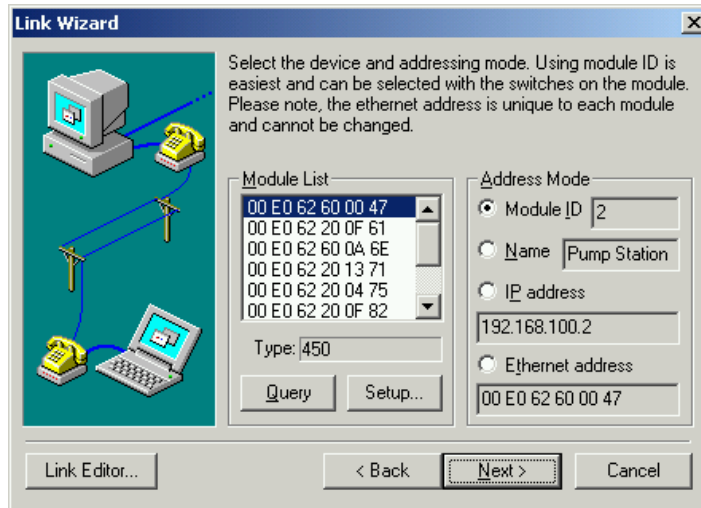 Link Wizard
Select the device and addressing mode. Using module ID is
easiest and can be selected with the switches on the module.
Please note, the ethernet address is unique to each module
and cannot be changed.
Module List
00 E0 62 60 00 47
00 E0 62 20 0F 61
00 E0 62 60 0A 6E
00 E0 62 20 13 71
00 E0 62 20 04 75
00 E0 62 20 0F 82
Type: 450
Query Setup...
Address Mode
Module ID 2
Name Pump Station
IP address
192.168.100.2
Ethernet address
00 E0 62 60 00 47
Link Editor... < Back Next > Cancel